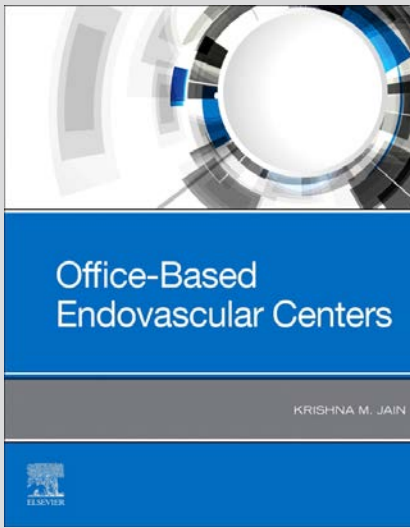 Office-Based
Endovascular Centers
KRISHNA M. JAIN
ELSEVIER